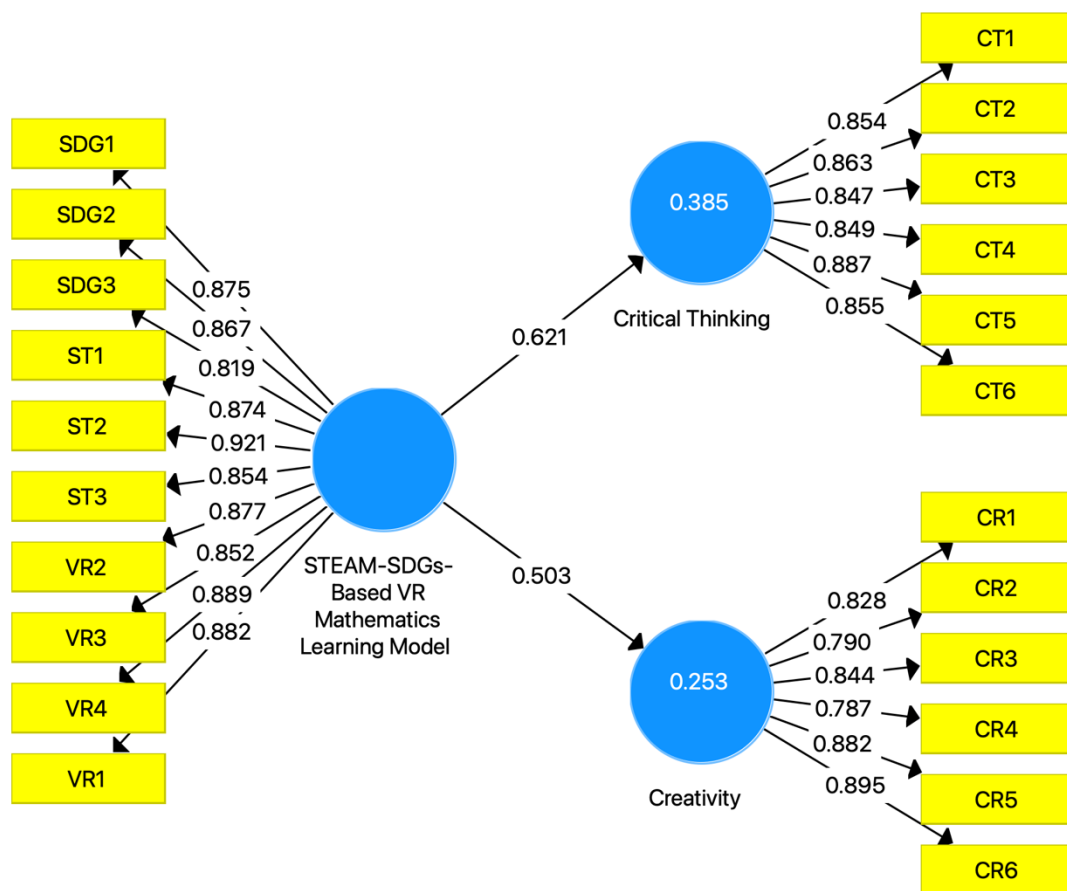 SDG1
SDG2
SDG3
ST1
ST2
ST3
VR2
VR3
VR4
VR1
0.875
0.867
0.819
0.874
0.921
0.854
0.877
0.852
0.889
0.882
STEAM-SDGs-
Based VR
Mathematics
Learning Model
0.621
0.503
0.385
Critical Thinking
0.854
0.863
0.847
0.849
0.887
0.855
CT1
CT2
CT3
CT4
CT5
CT6
0.253
Creativity
0.828
0.790
0.844
0.787
0.882
0.895
CR1
CR2
CR3
CR4
CR5
CR6